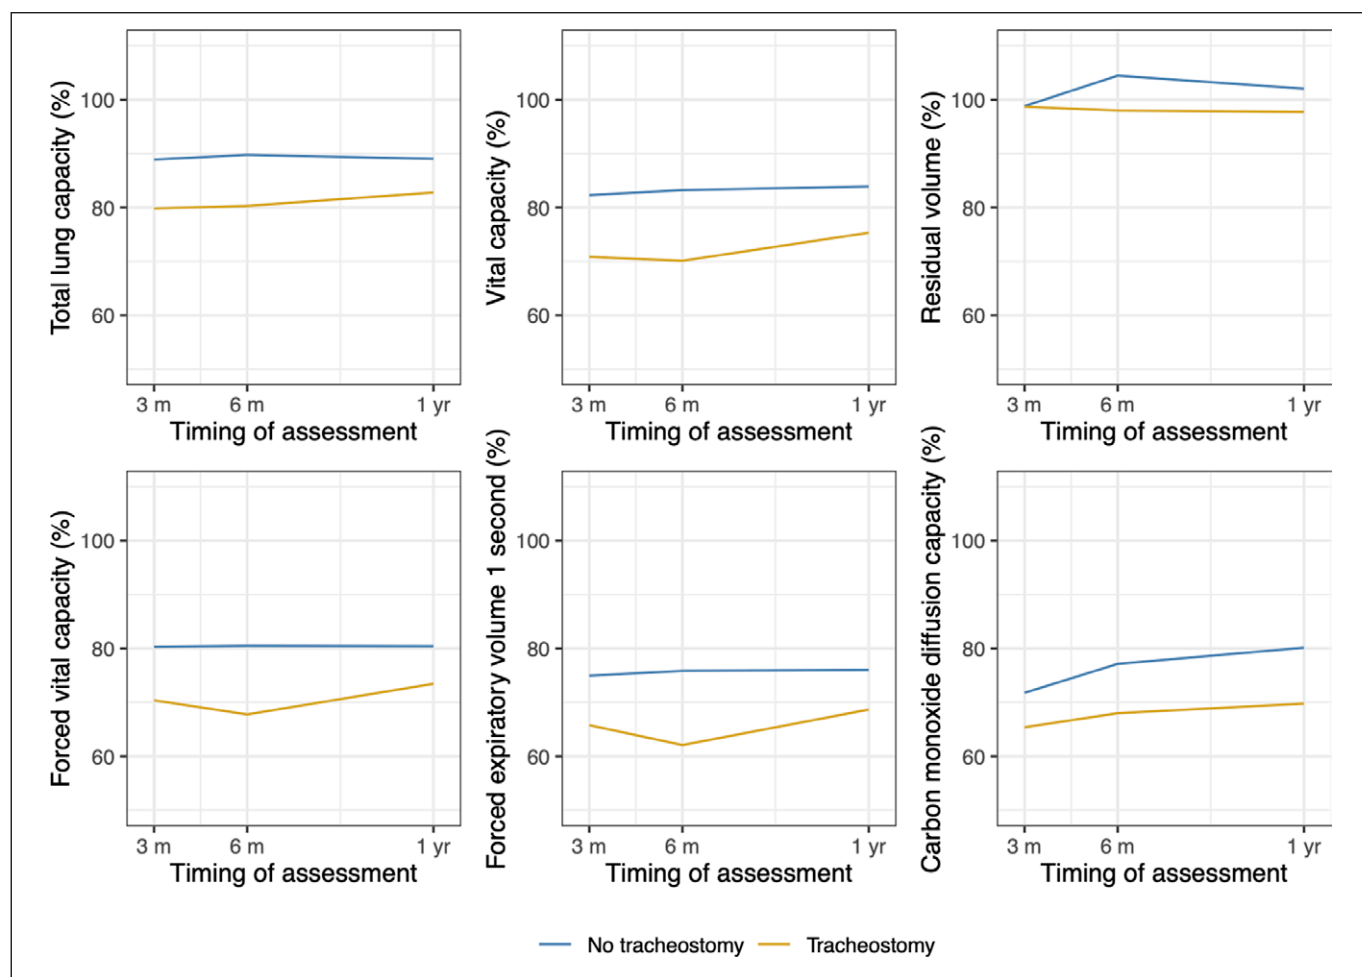 Total lung capacity (%)
100
80
60
3 m 6 m 1 yr
Timing of assessment
Vital capacity (%)
100
80
60
3 m 6 m 1 yr
Timing of assessment
Residual volume (%)
100
80
60
3 m 6 m 1 yr
Timing of assessment
Forced vital capacity (%)
100
80
60
3 m 6 m 1 yr
Timing of assessment
Forced expiratory volume 1 second (%)
100
80
60
3 m 6 m 1 yr
Timing of assessment
Carbon monoxide diffusion capacity (%)
100
80
60
3 m 6 m 1 yr
Timing of assessment
No tracheostomy Tracheostomy